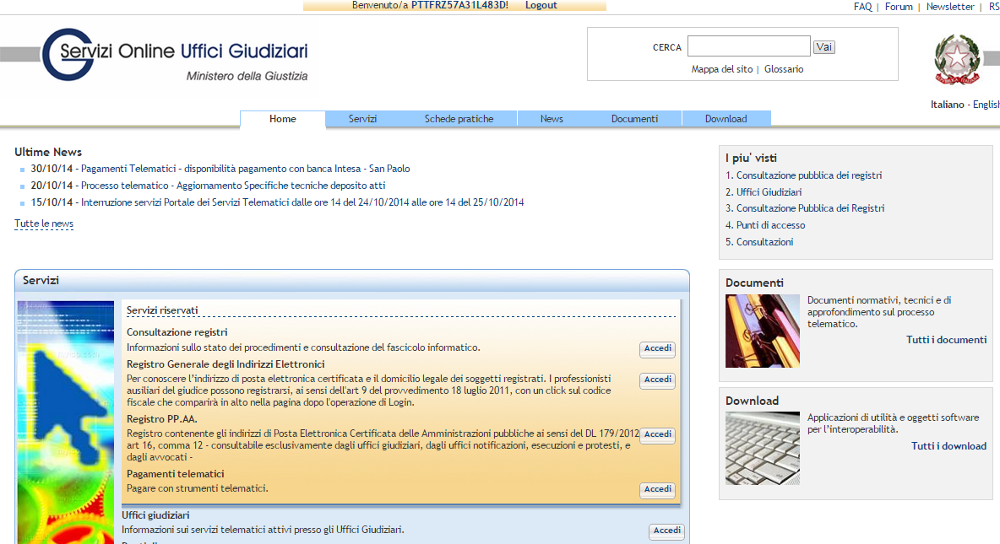 Benvenuto/a PTTFRZ57A31L483D! Logout
FAQ | Forum | Newsletter | RS
Servizi Online Uffici Giudiziari
Ministero della Giustizia
CERCA Vai
Mappa del sito | Glossario
Italiano - English
Home Servizi Schede pratiche News Documenti Download
Ultime News
30/10/14 - Pagamenti Telematici - disponibilità pagamento con banca Intesa - San Paolo
20/10/14 - Processo telematico - Aggiornamento Specifiche tecniche deposito atti
15/10/14 - Interruzione servizi Portale dei Servizi Telematici dalle ore 14 del 24/10/2014 alle ore 14 del 25/10/2014
Tutte le news
I piu' visti
1. Consultazione pubblica dei registri
2. Uffici Giudiziari
3. Consultazione Pubblica dei Registri
4. Punti di accesso
5. Consultazioni
Servizi
Servizi riservati
Consultazione registri
Informazioni sullo stato dei procedimenti e consultazione del fascicolo informatico.
Accedi
Registro Generale degli Indirizzi Elettronici
Per conoscere l'indirizzo di posta elettronica certificata e il domicilio legale dei soggetti registrati. I professionisti
ausiliari del giudice possono registrarsi, ai sensi dell'art 9 del provvedimento 18 luglio 2011, con un click sul codice
fiscale che comparirà in alto nella pagina dopo l'operazione di Login.
Accedi
Registro PP.AA.
Registro contenente gli indirizzi di Posta Elettronica Certificata delle Amministrazioni pubbliche ai sensi del DL 179/2012
art 16, comma 12 - consultabile esclusivamente dagli uffici giudiziari, dagli uffici notificazioni, esecuzioni e protesti, e
dagli avvocati -
Accedi
Pagamenti telematici
Pagare con strumenti telematici.
Accedi
Uffici giudiziari
Informazioni sui servizi telematici attivi presso gli Uffici Giudiziari.
Accedi
Documenti
Documenti normativi, tecnici e di
approfondimento sul processo
telematico.
Tutti i documenti
Download
Applicazioni di utilità e oggetti software
per l'interoperabilità.
Tutti i download